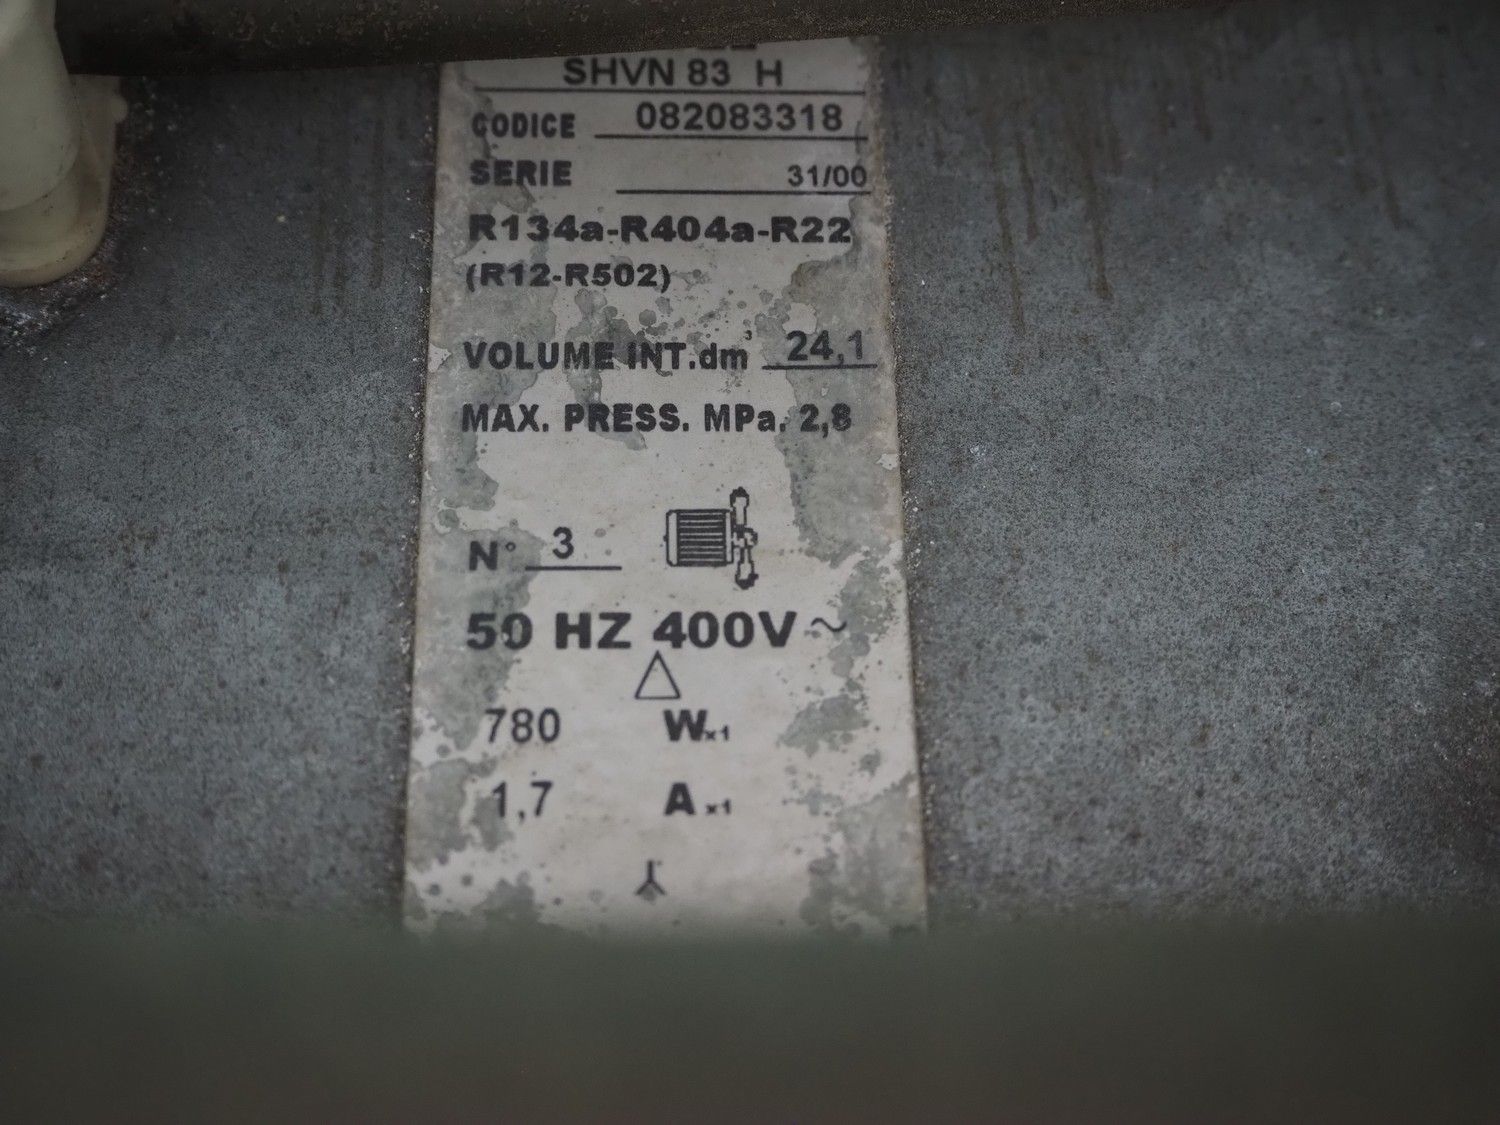 SHVN 83 H
CODICE 082083318
SERIE 31/00
R134a-R404a-R22
(R12-R502)
VOLUME INT.dm³ 24,1
MAX. PRESS. MPa. 2,8
N° 3
50 HZ 400V ~
780 W x1
1,7 A x1